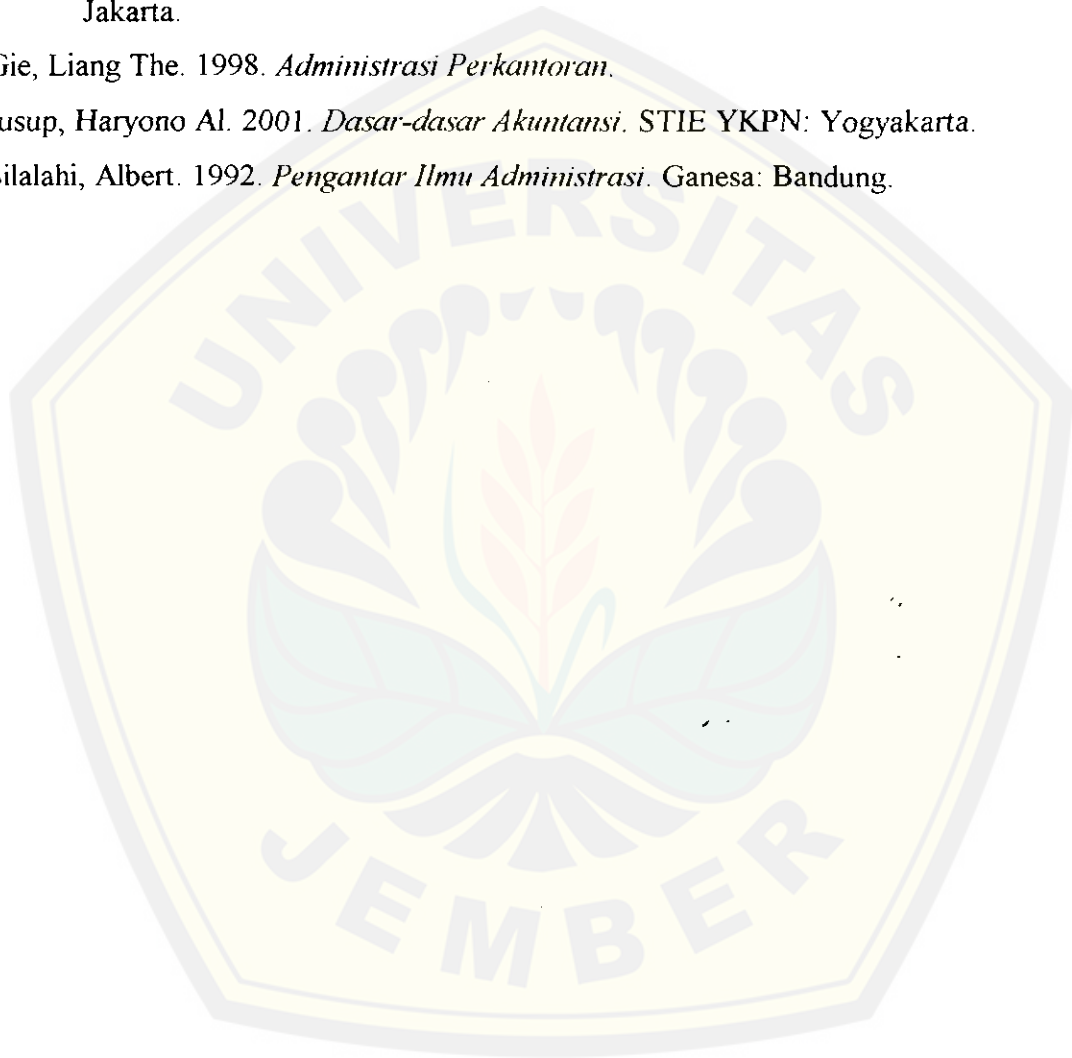 Jakarta.
Gie, Liang The. 1998. Administrasi Perkantoran.
usup, Haryono Al. 2001. Dasar-dasar Akuntansi. STIE YKPN: Yogyakarta.
ilalahi, Albert. 1992. Pengantar Ilmu Administrasi. Ganesa: Bandung.
UNIVERSITAS
JEMBER